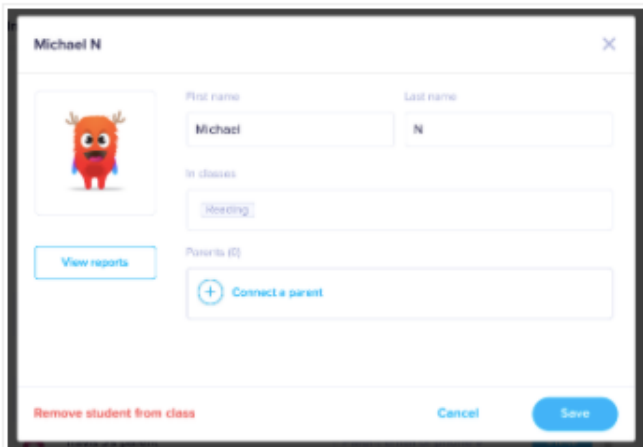 Michael N
First name Last name
Michael N
In classes
Reading
View reports
Parents (0)
Connect a parent
Remove student from class Cancel Save